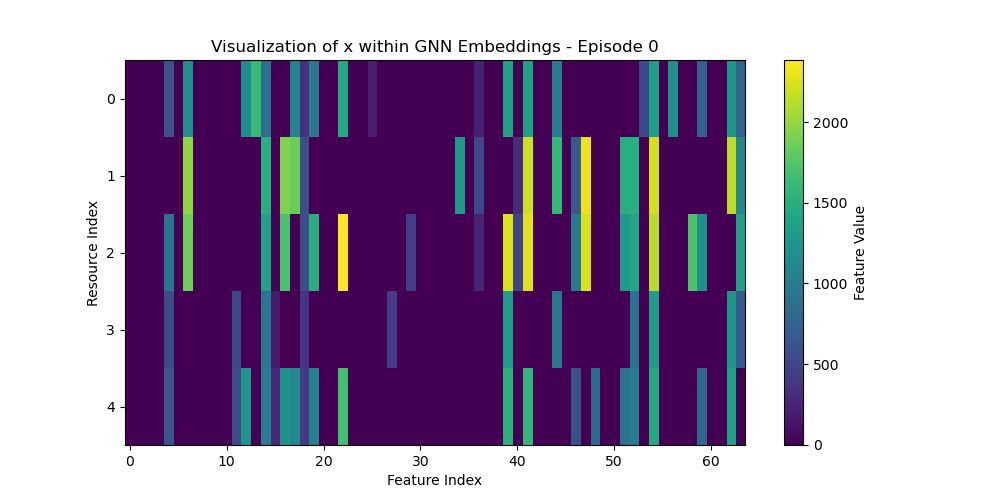 Visualization of x within GNN Embeddings - Episode 0
Resource Index
0
1
2
3
4
0 10 20 30 40 50 60
Feature Index
2000
1500
1000
500
0
Feature Value